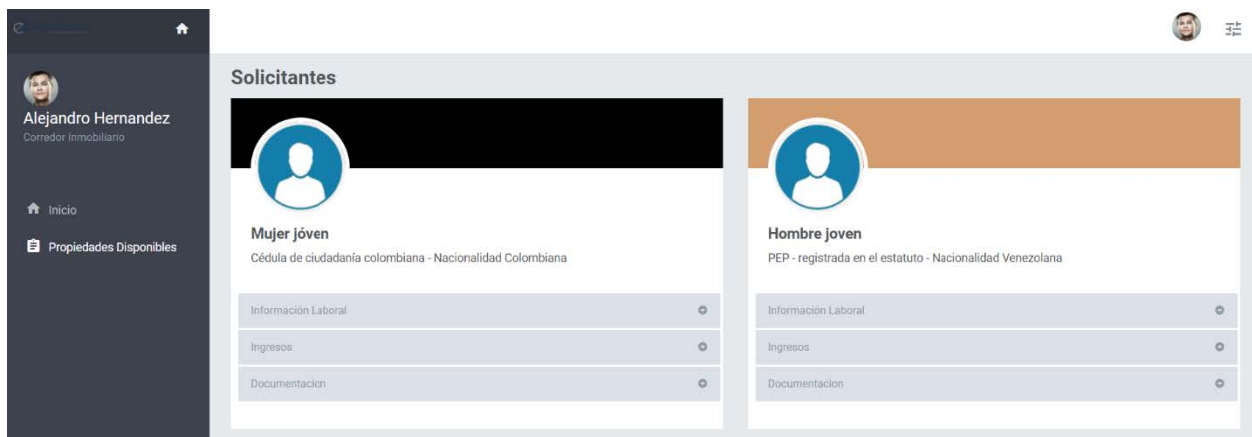 Alejandro Hernandez
Corredor Inmobiliario
Inicio
Propiedades Disponibles
Solicitantes
Mujer jóven
Cédula de ciudadanía colombiana - Nacionalidad Colombiana
Información Laboral
Ingresos
Documentacion
Hombre joven
PEP - registrada en el estatuto - Nacionalidad Venezolana
Información Laboral
Ingresos
Documentacion